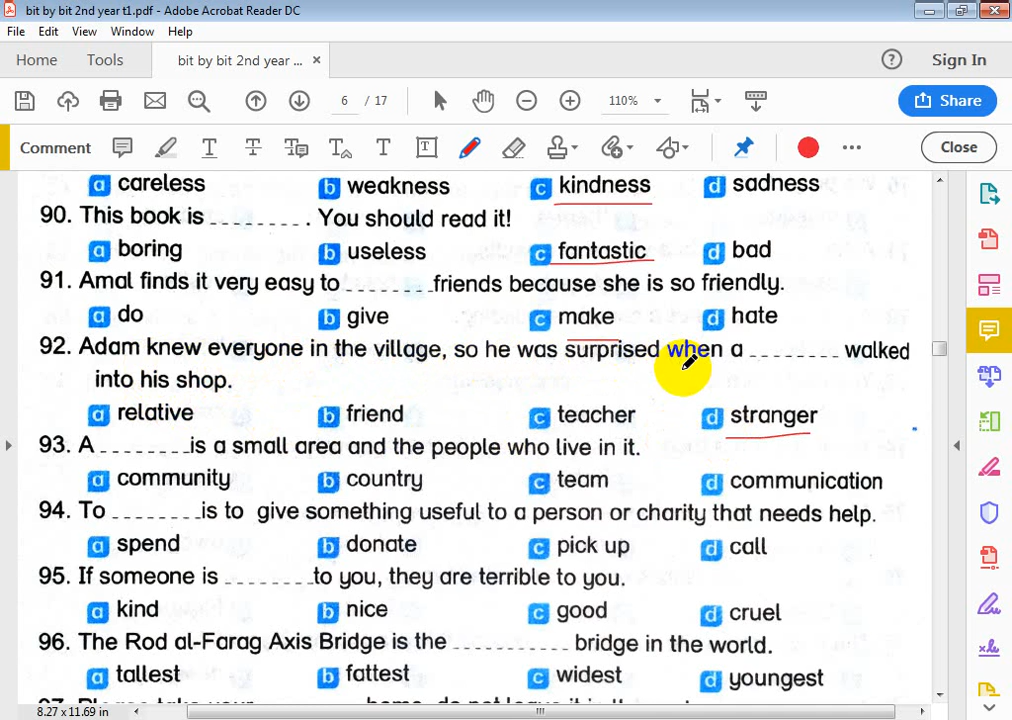 bit by bit 2nd year t1.pdf - Adobe Acrobat Reader DC
File Edit View Window Help
Home Tools bit by bit 2nd year ... × ? Sign In
6 / 17 110% Share
Comment Close
a careless b weakness c kindness d sadness
90. This book is _ _ _ _ _ _ _ _ _ . You should read it!
a boring b useless c fantastic d bad
91. Amal finds it very easy to _ _ _ _ _ _ _ friends because she is so friendly.
a do b give c make d hate
92. Adam knew everyone in the village, so he was surprised when a _ _ _ _ _ _ _ walked
into his shop.
a relative b friend c teacher d stranger
93. A _ _ _ _ _ _ _ is a small area and the people who live in it.
a community b country c team d communication
94. To _ _ _ _ _ _ _ is to give something useful to a person or charity that needs help.
a spend b donate c pick up d call
95. If someone is _ _ _ _ _ _ _ to you, they are terrible to you.
a kind b nice c good d cruel
96. The Rod al-Farag Axis Bridge is the _ _ _ _ _ _ _ _ _ bridge in the world.
a tallest b fattest c widest d youngest
8.27 x 11.69 in